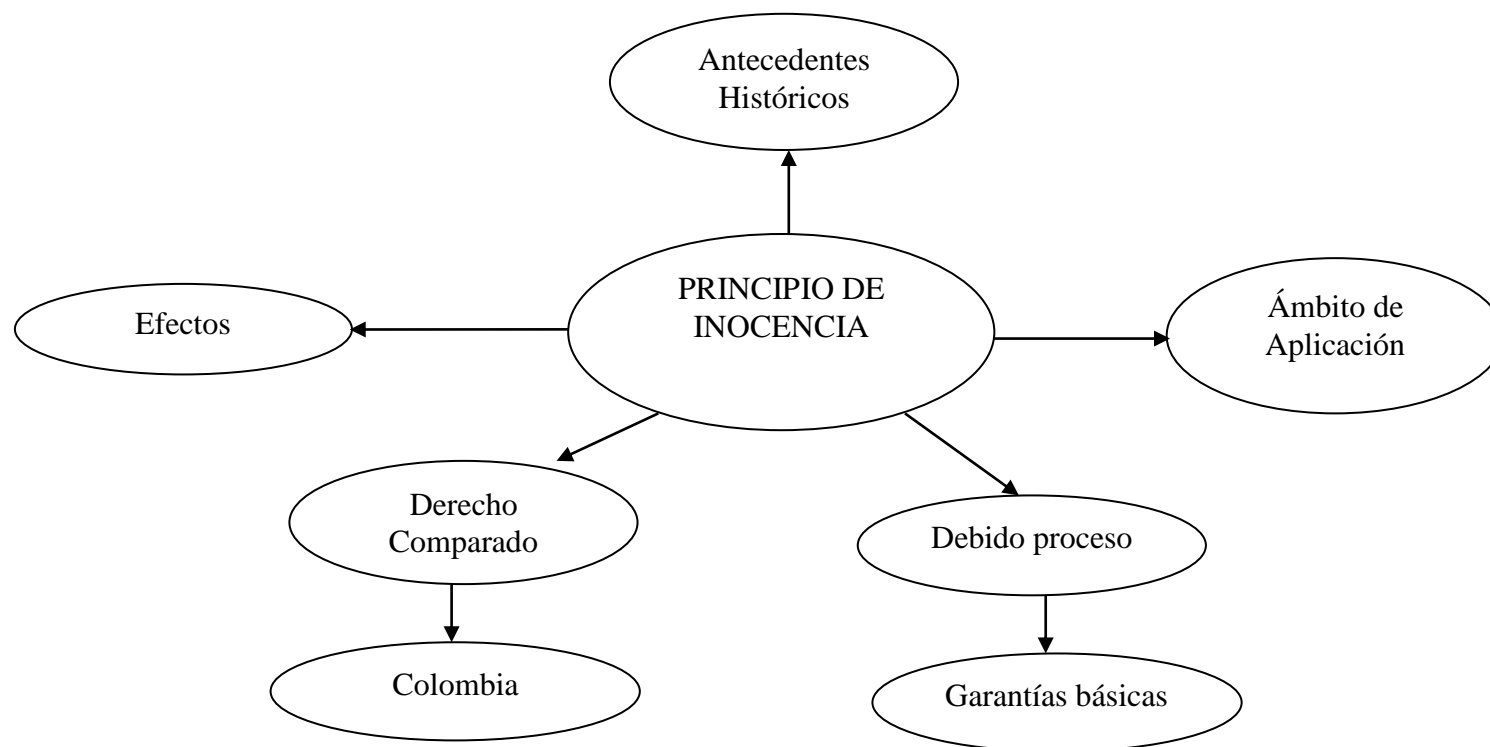 Antecedentes
Históricos
PRINCIPIO DE
INOCENCIA
Efectos
Ámbito de
Aplicación
Derecho
Comparado
Debido proceso
Colombia
Garantías básicas